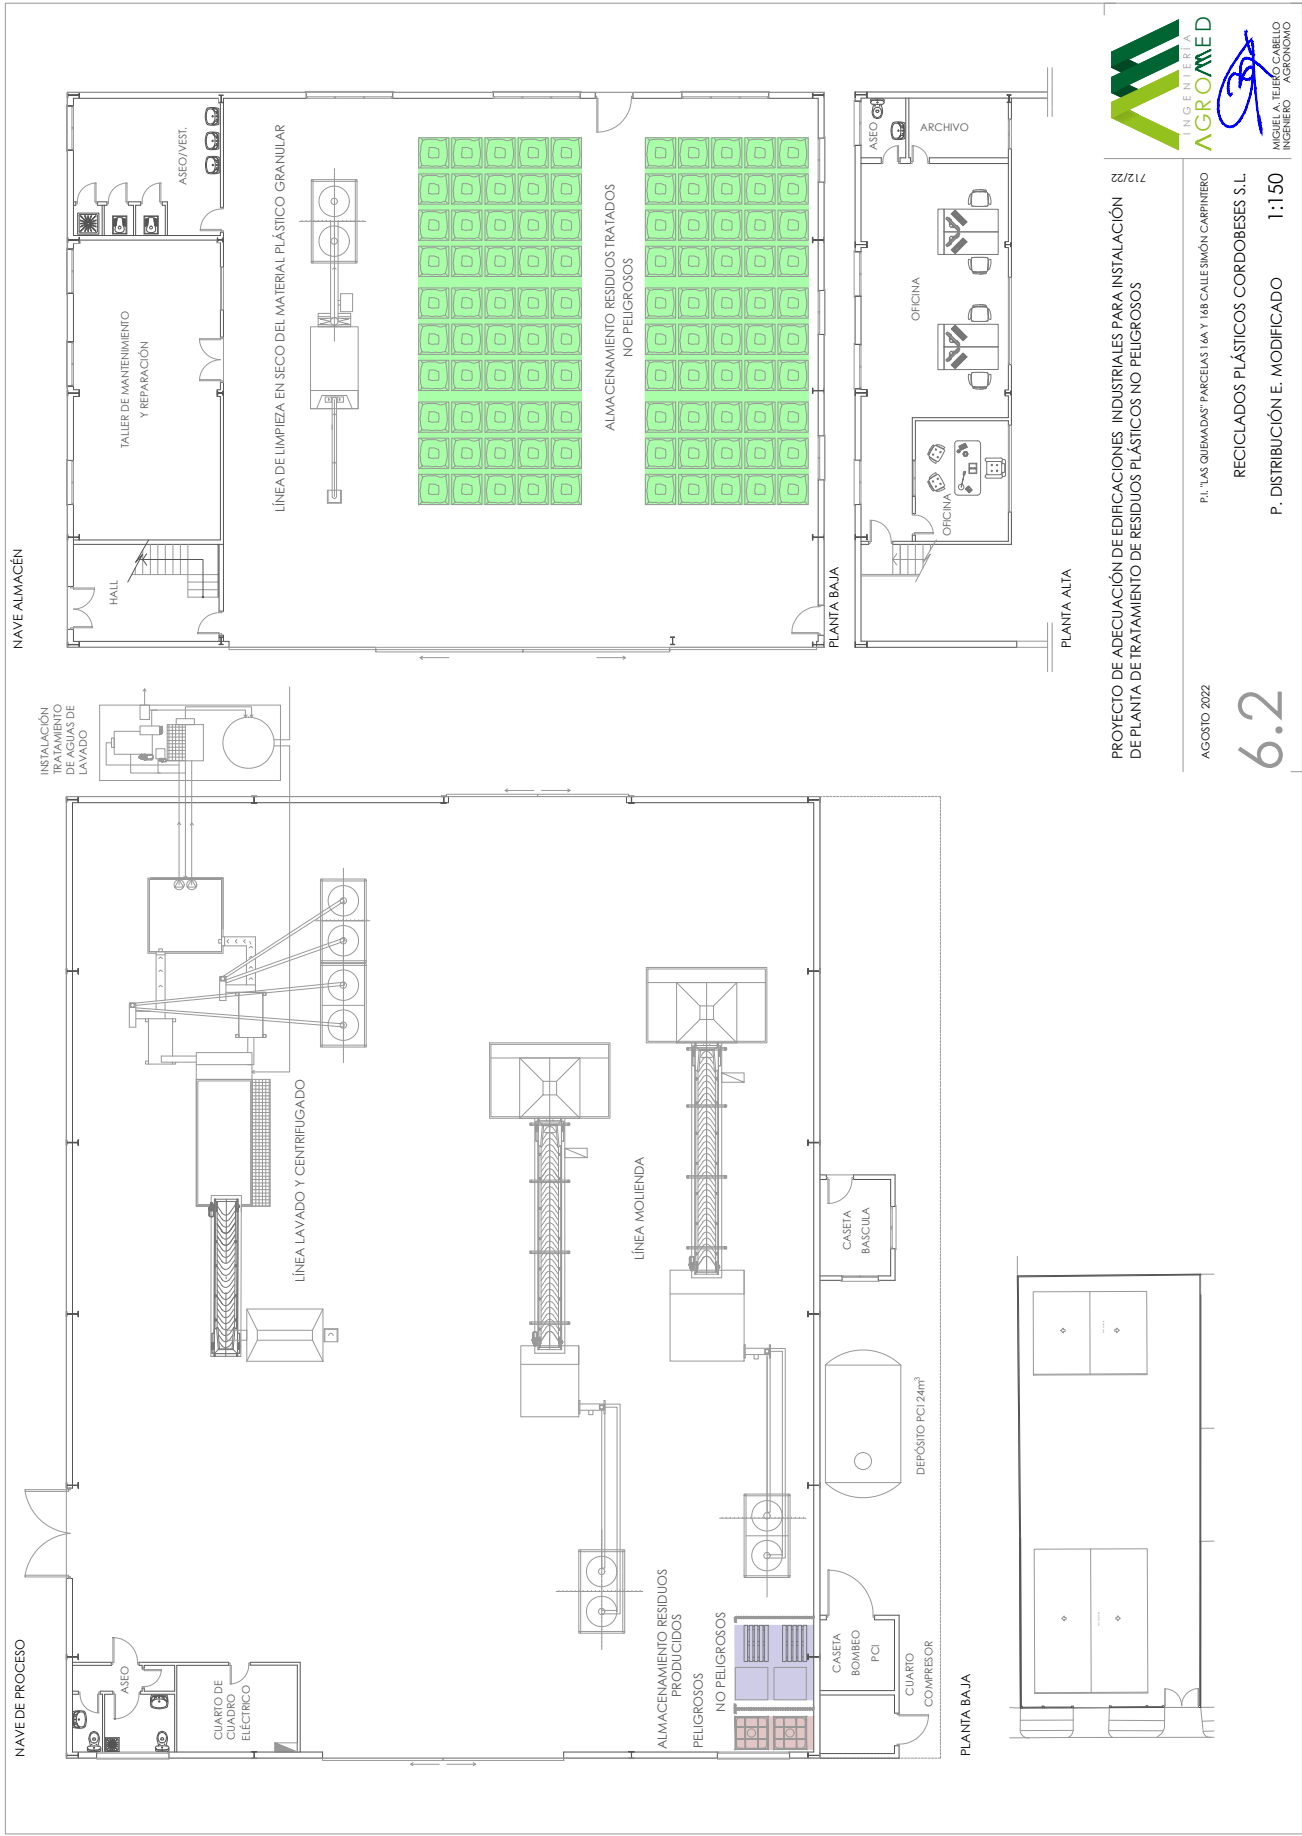 NAVE DE PROCESO
ASEO
CUARTO DE
CUADRO
ELÉCTRICO
ALMACENAMIENTO RESIDUOS
PRODUCIDOS
PELIGROSOS
NO PELIGROSOS
LÍNEA LAVADO Y CENTRIFUGADO
LÍNEA MOLIENDA
INSTALACIÓN
TRATAMIENTO
DE AGUAS DE
LAVADO
CASETA
BASCULA
DEPÓSITO PCI 24m³
CASETA
BOMBEO
PCI
CUARTO
COMPRESOR
PLANTA BAJA
NAVE ALMACÉN
HALL
TALLER DE MANTENIMIENTO
Y REPARACIÓN
ASEO/VEST.
LÍNEA DE LIMPIEZA EN SECO DEL MATERIAL PLÁSTICO GRANULAR
ALMACENAMIENTO RESIDUOS TRATADOS
NO PELIGROSOS
PLANTA BAJA
OFICINA
OFICINA
ASEO
ARCHIVO
PLANTA ALTA
PROYECTO DE ADECUACIÓN DE EDIFICACIONES INDUSTRIALES PARA INSTALACIÓN
DE PLANTA DE TRATAMIENTO DE RESIDUOS PLÁSTICOS NO PELIGROSOS
712/22
AGOSTO 2022
P.I. "LAS QUEMADAS" PARCELAS 16A Y 16B CALLE SIMÓN CARPINTERO
RECICLADOS PLÁSTICOS CORDOBESES S.L.
6.2
P. DISTRIBUCIÓN E. MODIFICADO 1:150
INGENIERÍA
AGROMED
MIGUEL A. TEJERO CABELLO
INGENIERO AGRONOMO